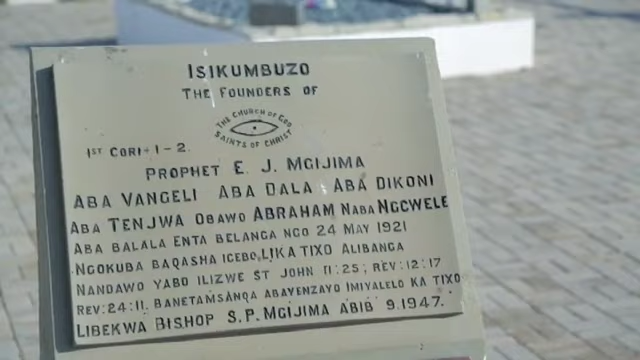 ISIKUMBUZO
THE FOUNDERS OF
THE CHURCH OF GOD
SAINTS OF CHRIST
1ST CORI 1-2.
PROPHET E. J. MGIJIMA
ABA VANGELI ABA DALA ABA DIKONI
ABA TENJWA OBAWO ABRAHAM NABA NGCWELE
ABA BALALA ENTA BELANGA NGO 24 MAY 1921
NGOKUBA BAQASHA ICEBO, LIKA TIXO ALIBANGA
NANDAWO YABO ILIZWE ST JOHN 11:25; REV:12:17
REV:24:11. BANETAMSANQA ABAYENZAYO IMIYALELO KA TIXO
LIBEKWA BISHOP S.P. MGIJIMA ABIB 9.1947.